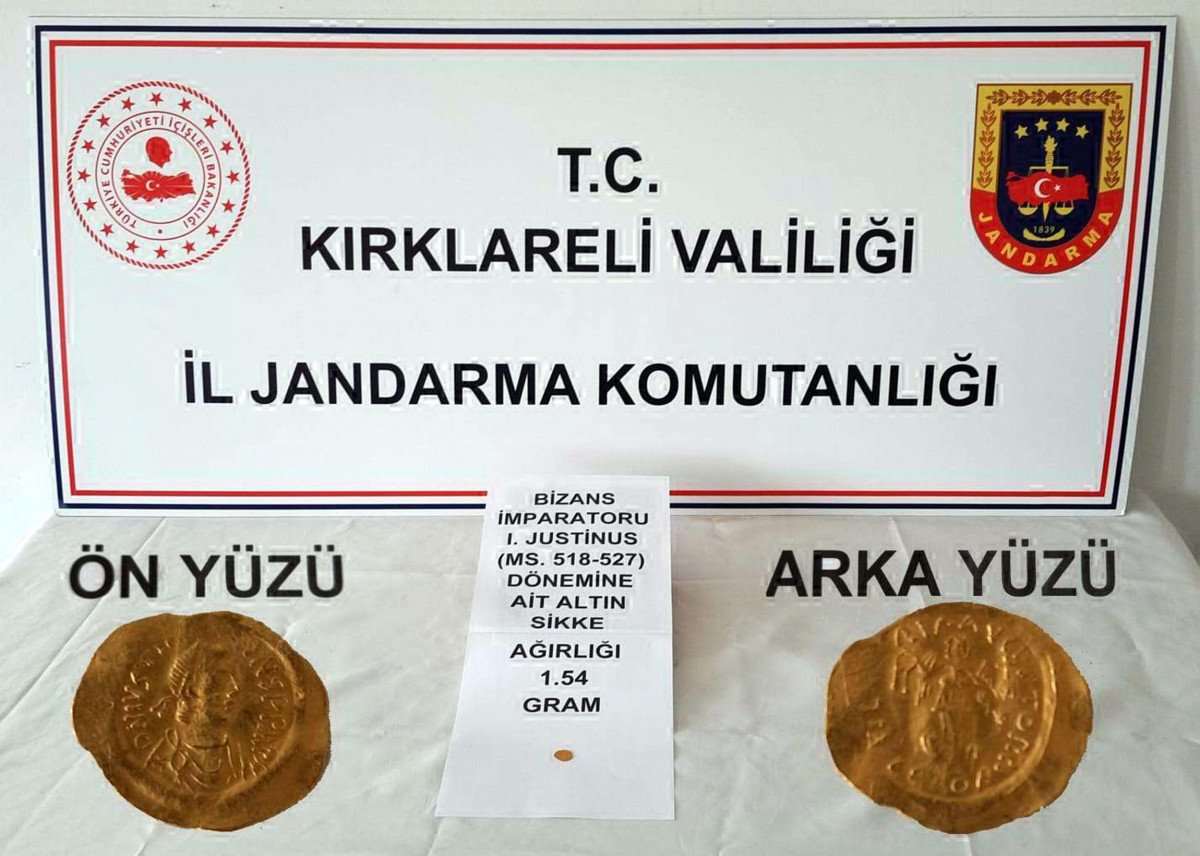 TÜRKİYE CUMHURİYETİ İÇİŞLERİ BAKANLIĞI
T.C.
KIRKLARELİ VALİLİĞİ
İL JANDARMA KOMUTANLIĞI
1839
JANDARMA
BİZANS
İMPARATORU
I. JUSTİNUS
(MS. 518-527)
DÖNEMİNE
AİT ALTIN
SİKKE
AĞIRLIĞI
1.54
GRAM
ÖN YÜZÜ
ARKA YÜZÜ